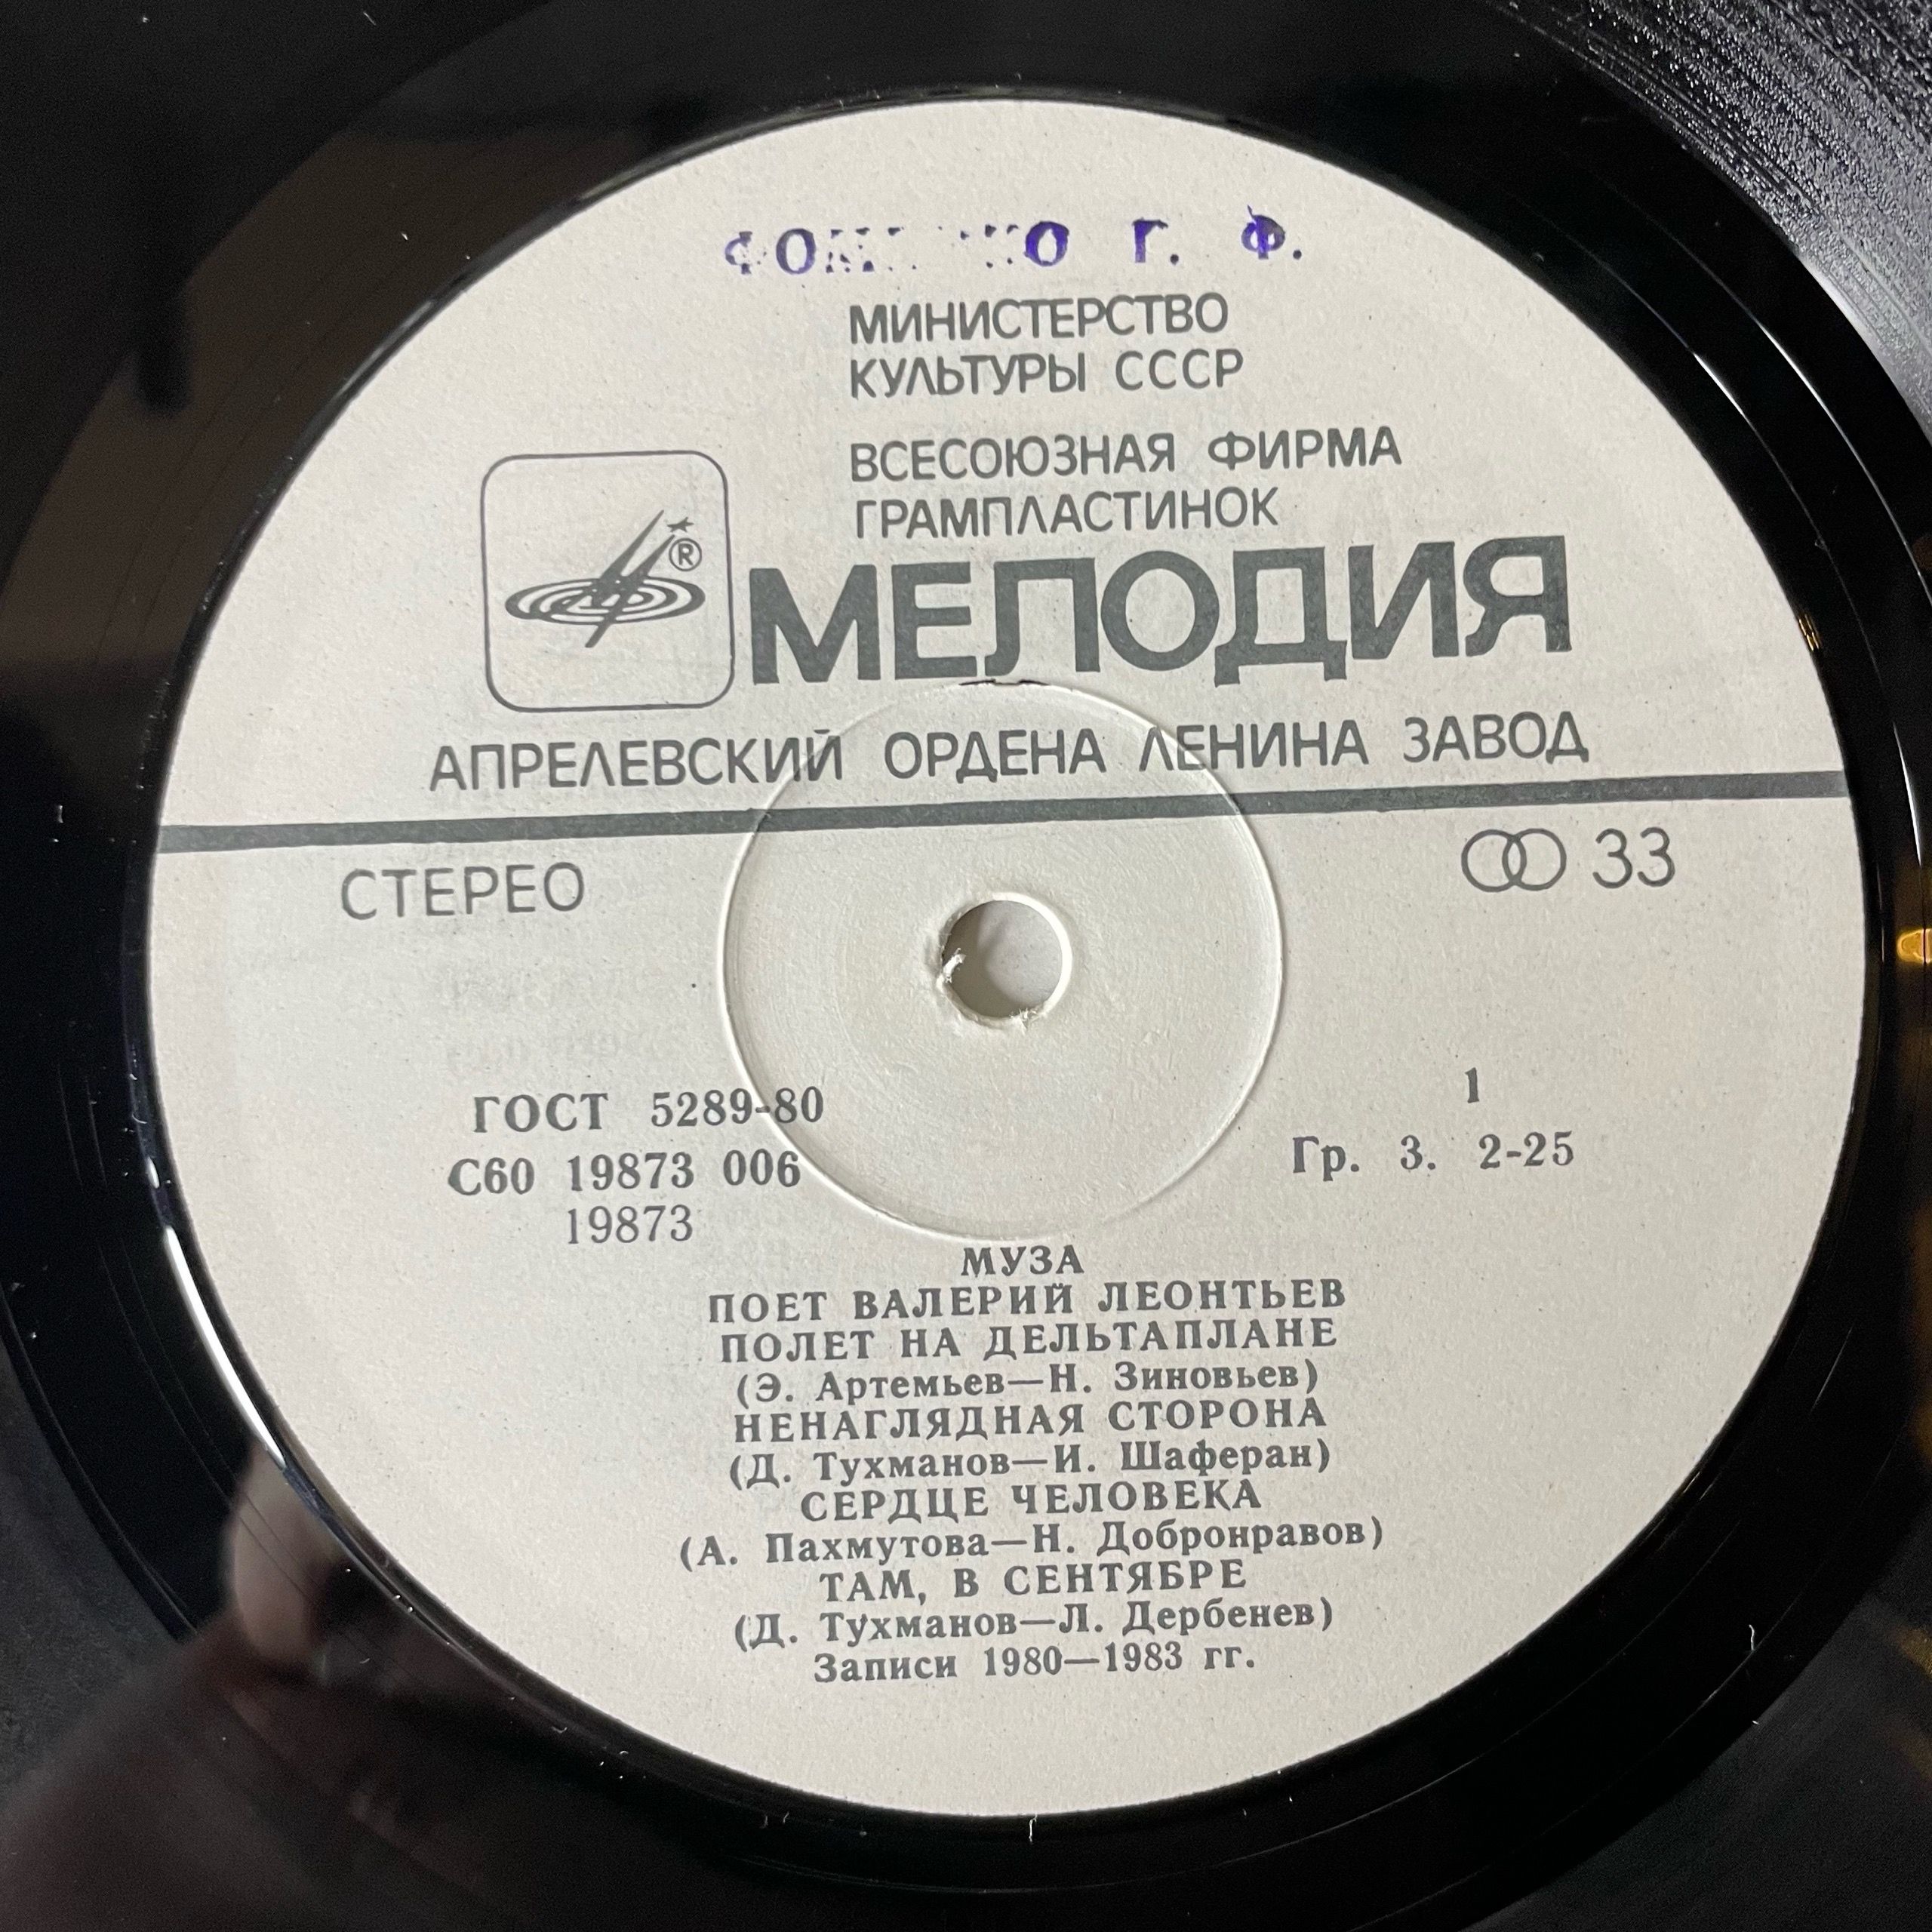 Г. Ф.
МИНИСТЕРСТВО
КУЛЬТУРЫ СССР
ВСЕСОЮЗНАЯ ФИРМА
ГРАМПЛАСТИНОК
®
МЕЛОДИЯ
АПРЕЛЕВСКИЙ ОРДЕНА ЛЕНИНА ЗАВОД
СТЕРЕО
33
ГОСТ 5289-80
1
С60 19873 006
Гр. 3. 2-25
19873
МУЗА
ПОЕТ ВАЛЕРИЙ ЛЕОНТЬЕВ
ПОЛЕТ НА ДЕЛЬТАПЛАНЕ
(Э. Артемьев—Н. Зиновьев)
НЕНАГЛЯДНАЯ СТОРОНА
(Д. Тухманов—И. Шаферан)
СЕРДЦЕ ЧЕЛОВЕКА
(А. Пахмутова—Н. Добронравов)
ТАМ, В СЕНТЯБРЕ
(Д. Тухманов—Л. Дербенев)
Записи 1980—1983 гг.